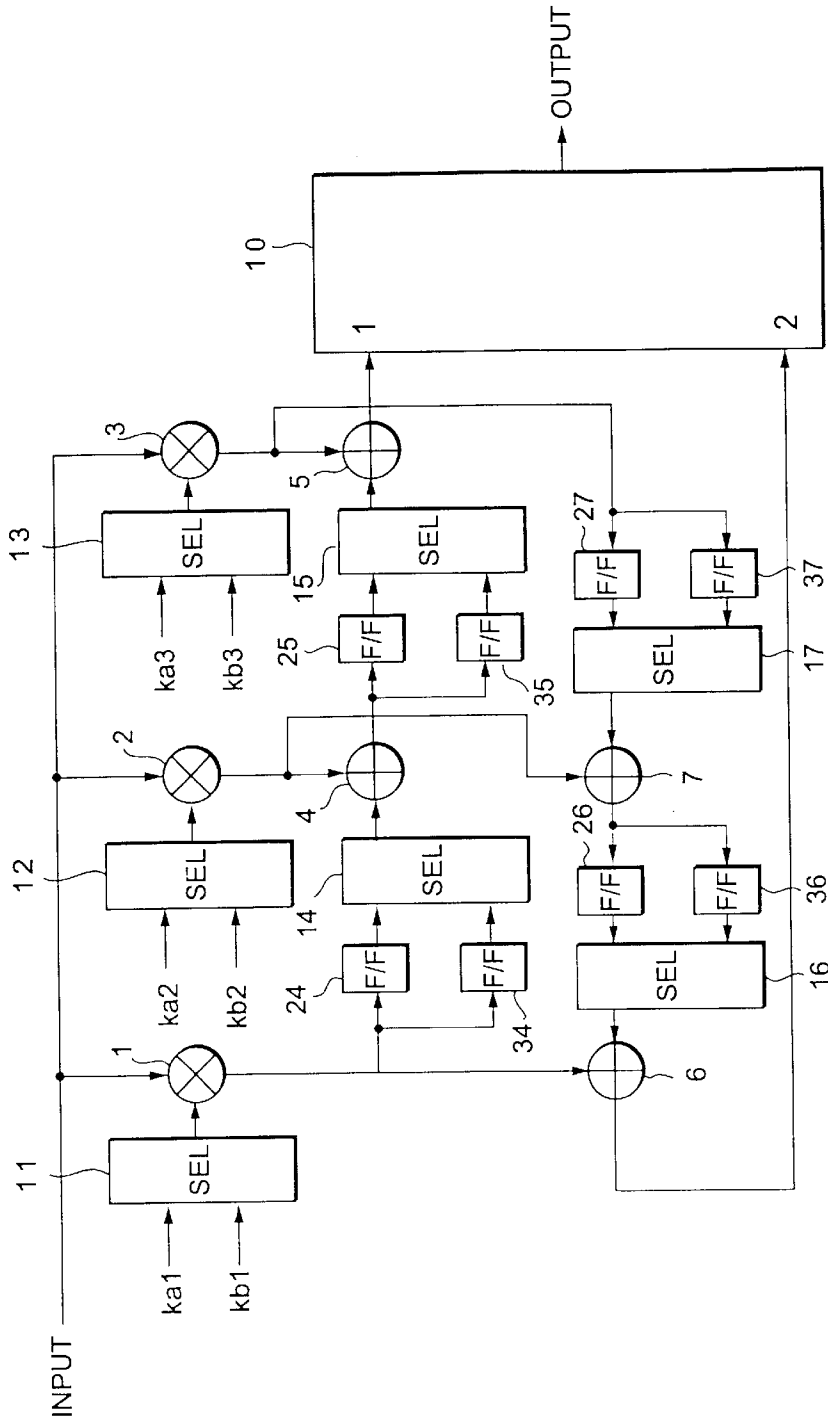 INPUT
11
SEL
ka1
kb1
1
12
SEL
ka2
kb2
2
13
SEL
ka3
kb3
3
24
F/F
34
F/F
14
SEL
4
25
F/F
35
F/F
15
SEL
5
10
1
2
OUTPUT
6
16
SEL
26
F/F
36
F/F
7
17
SEL
27
F/F
37
F/F